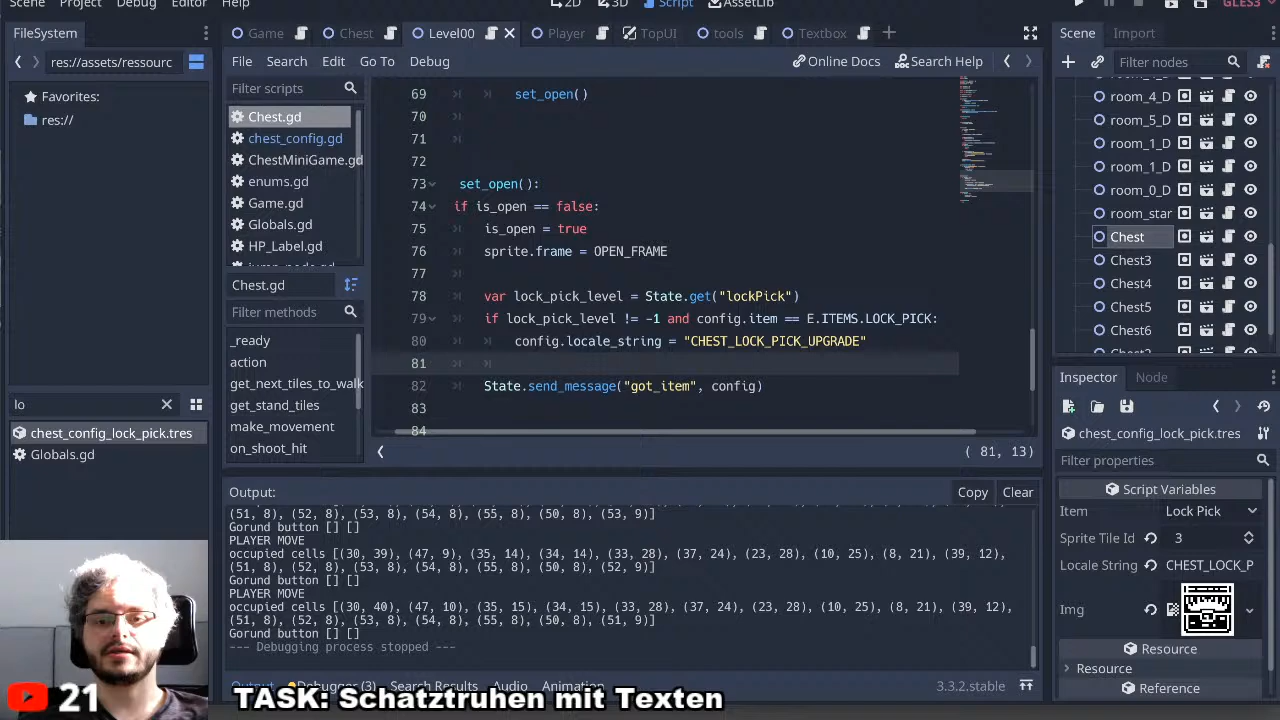 Scene Project Debug Editor Help
2D 3D Script AssetLib
GLES3
FileSystem
res://assets/ressourc
Favorites:
res://
lo
chest_config_lock_pick.tres
Globals.gd
Game Chest Level00 Player TopUI tools Textbox
File Search Edit Go To Debug
Online Docs Search Help
Filter scripts
Chest.gd
chest_config.gd
ChestMiniGame.gd
enums.gd
Game.gd
Globals.gd
HP_Label.gd
Chest.gd
Filter methods
_ready
action
get_next_tiles_to_walk
get_stand_tiles
make_movement
on_shoot_hit
69 set_open()
70
71
72
73 set_open():
74 if is_open == false:
75 is_open = true
76 sprite.frame = OPEN_FRAME
77
78 var lock_pick_level = State.get("lockPick")
79 if lock_pick_level != -1 and config.item == E.ITEMS.LOCK_PICK:
80 config.locale_string = "CHEST_LOCK_PICK_UPGRADE"
81
82 State.send_message("got_item", config)
83
84
( 81, 13)
Output: Copy Clear
(51, 8), (52, 8), (53, 8), (54, 8), (55, 8), (50, 8), (53, 9)]
Gorund button [] []
PLAYER MOVE
occupied cells [(30, 39), (47, 9), (35, 14), (34, 14), (33, 28), (37, 24), (23, 28), (10, 25), (8, 21), (39, 12),
(51, 8), (52, 8), (53, 8), (54, 8), (55, 8), (50, 8), (52, 9)]
Gorund button [] []
PLAYER MOVE
occupied cells [(30, 40), (47, 10), (35, 15), (34, 15), (33, 28), (37, 24), (23, 28), (10, 25), (8, 21), (39, 12),
(51, 8), (52, 8), (53, 8), (54, 8), (55, 8), (50, 8), (51, 9)]
Gorund button [] []
--- Debugging process stopped ---
Output Debugger (3) Search Results Audio Animation
3.3.2.stable
Scene Import
Filter nodes
room_4_D
room_5_D
room_1_D
room_1_D
room_0_D
room_star
Chest
Chest3
Chest4
Chest5
Chest6
Inspector Node
chest_config_lock_pick.tres
Filter properties
Script Variables
Item Lock Pick
Sprite Tile Id 3
Locale String CHEST_LOCK_P
Img
Resource
Resource
Reference
21
TASK: Schatztruhen mit Texten